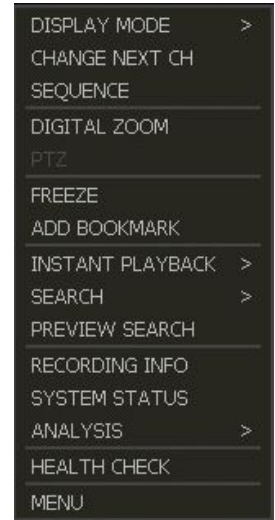 DISPLAY MODE >
CHANGE NEXT CH
SEQUENCE
DIGITAL ZOOM
PTZ
FREEZE
ADD BOOKMARK
INSTANT PLAYBACK >
SEARCH >
PREVIEW SEARCH
RECORDING INFO
SYSTEM STATUS
ANALYSIS >
HEALTH CHECK
MENU